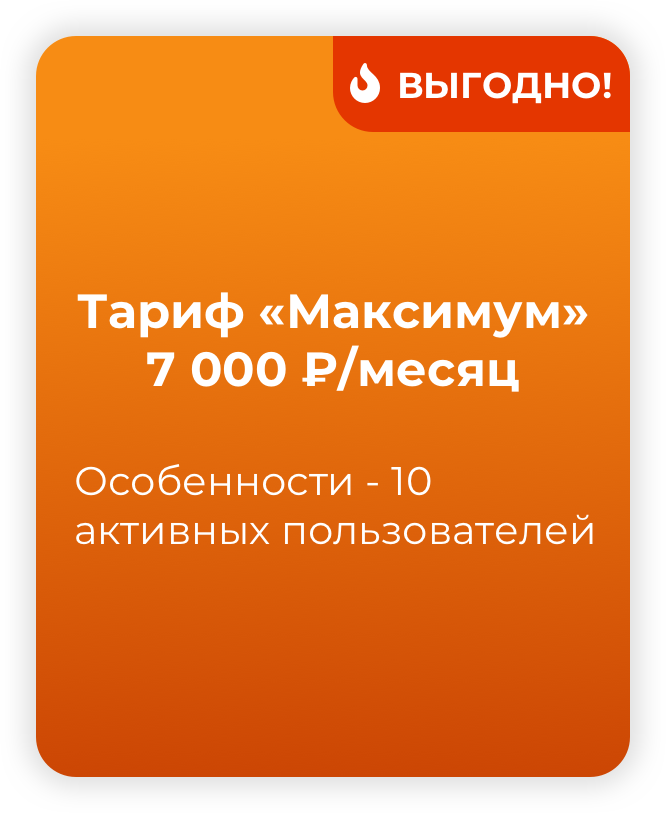 ВЫГОДНО!
Тариф «Максимум»
7 000 ₽/месяц
Особенности - 10
активных пользователей